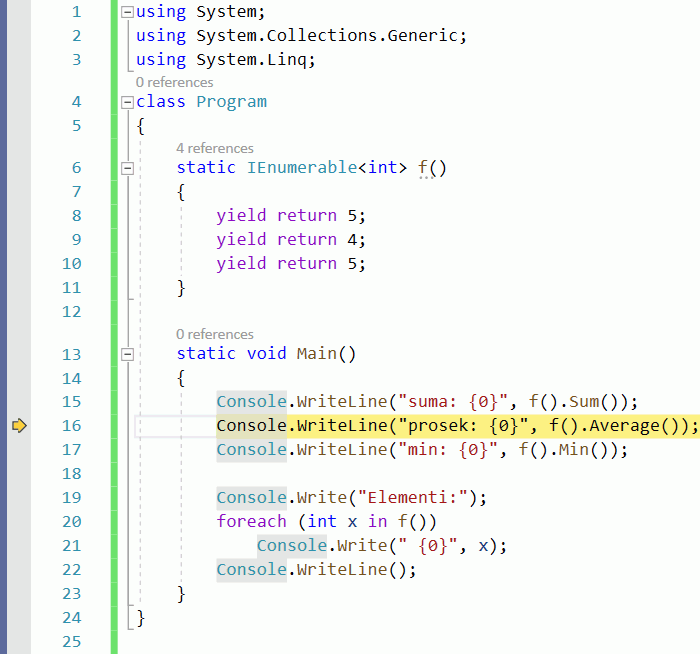 1 using System;
2 using System.Collections.Generic;
3 using System.Linq;
0 references
4 class Program
5 {
4 references
6 static IEnumerable<int> f()
7 {
8 yield return 5;
9 yield return 4;
10 yield return 5;
11 }
12
0 references
13 static void Main()
14 {
15 Console.WriteLine("suma: {0}", f().Sum());
16 Console.WriteLine("prosek: {0}", f().Average());
17 Console.WriteLine("min: {0}", f().Min());
18
19 Console.Write("Elementi:");
20 foreach (int x in f())
21 Console.Write(" {0}", x);
22 Console.WriteLine();
23 }
24 }
25